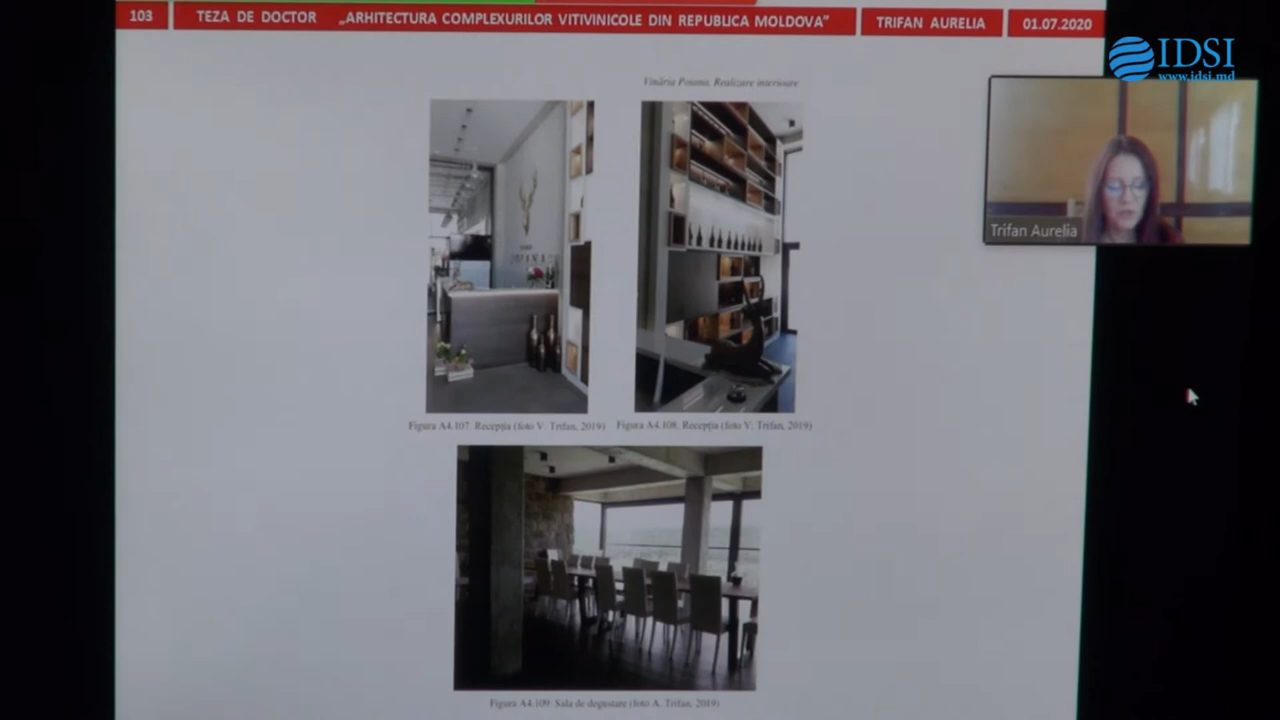 103 TEZA DE DOCTOR „ARHITECTURA COMPLEXURILOR VITIVINICOLE DIN REPUBLICA MOLDOVA” TRIFAN AURELIA 01.07.2020
IDSI
www.idsi.md
Vinăria Poiana. Realizare interioare
Trifan Aurelia
Figura A4.107. Recepția (foto V. Trifan, 2019) Figura A4.108. Recepția (foto V. Trifan, 2019)
Figura A4.109. Sala de degustare (foto A. Trifan, 2019)